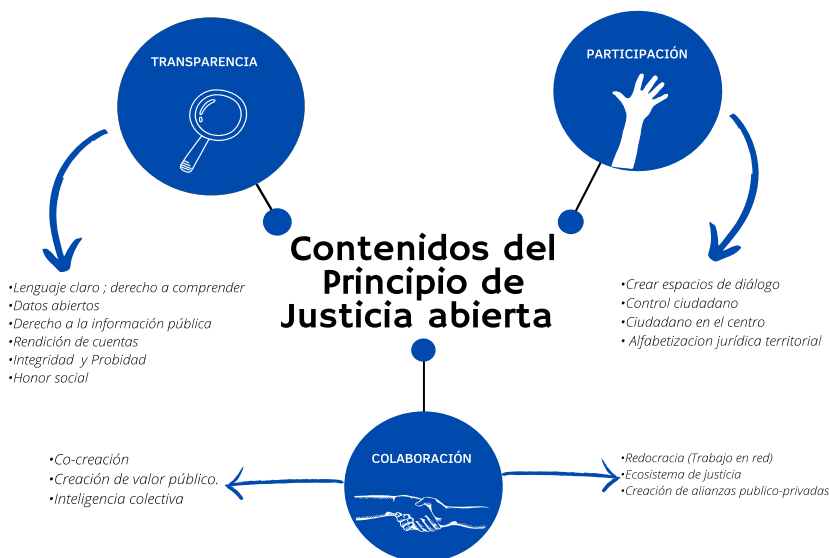 TRANSPARENCIA
PARTICIPACIÓN
Contenidos del
Principio de
Justicia abierta
•Lenguaje claro ; derecho a comprender
•Datos abiertos
•Derecho a la información pública
•Rendición de cuentas
•Integridad y Probidad
•Honor social
•Crear espacios de diálogo
•Control ciudadano
•Ciudadano en el centro
• Alfabetizacion jurídica territorial
COLABORACIÓN
•Co-creación
•Creación de valor público.
•Inteligencia colectiva
•Redocracia (Trabajo en red)
•Ecosistema de justicia
•Creación de alianzas publico-privadas